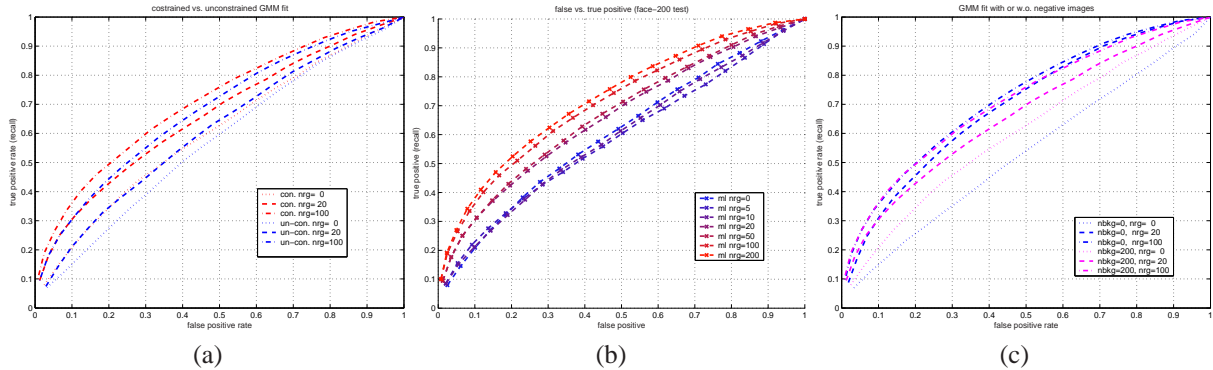 costrained vs. unconstrained GMM fit
true positive rate (recall)
1
0.9
0.8
0.7
0.6
0.5
0.4
0.3
0.2
0.1
0
con. nrg= 0
con. nrg= 20
con. nrg=100
un-con. nrg= 0
un-con. nrg= 20
un-con. nrg=100
0 0.1 0.2 0.3 0.4 0.5 0.6 0.7 0.8 0.9 1
false positive rate
(a)
false vs. true positive (face-200 test)
true positive (recall)
1
0.9
0.8
0.7
0.6
0.5
0.4
0.3
0.2
0.1
0
ml nrg=0
ml nrg=5
ml nrg=10
ml nrg=20
ml nrg=50
ml nrg=100
ml nrg=200
0 0.1 0.2 0.3 0.4 0.5 0.6 0.7 0.8 0.9 1
false positive
(b)
GMM fit with or w.o. negative images
true positive rate (recall)
1
0.9
0.8
0.7
0.6
0.5
0.4
0.3
0.2
0.1
0
nbkg=0, nrg= 0
nbkg=0, nrg= 20
nbkg=0, nrg=100
nbkg=200, nrg= 0
nbkg=200, nrg= 20
nbkg=200, nrg=100
0 0.1 0.2 0.3 0.4 0.5 0.6 0.7 0.8 0.9 1
false positive rate
(c)